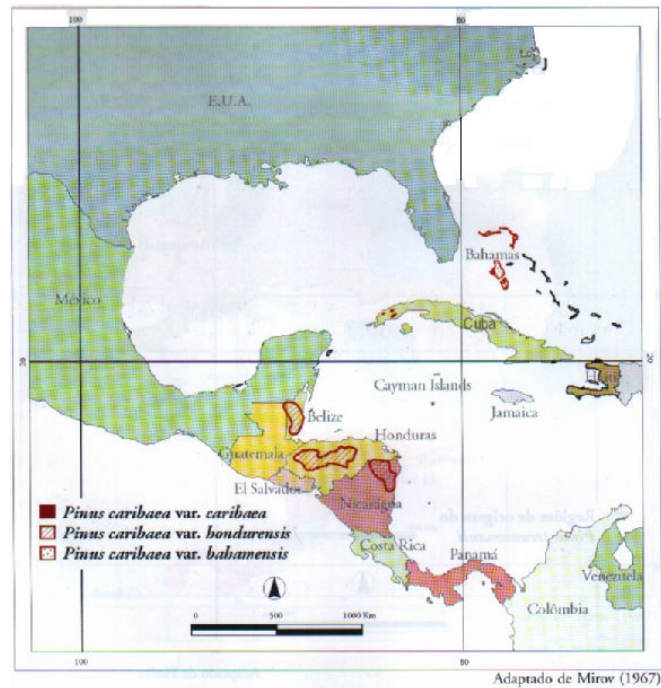 100
80
E.U.A.
Bahamas
México
Cuba
20
20
Cayman Islands
Jamaica
Belize
Honduras
Guatemala
El Salvador
Nicarágua
Pinus caribaea var. caribaea
Pinus caribaea var. hondurensis
Pinus caribaea var. bahamensis
Costa Rica
Panamá
Venezuela
Colômbia
0 500 1000 Km
100
80
Adaptado de Mirov (1967)